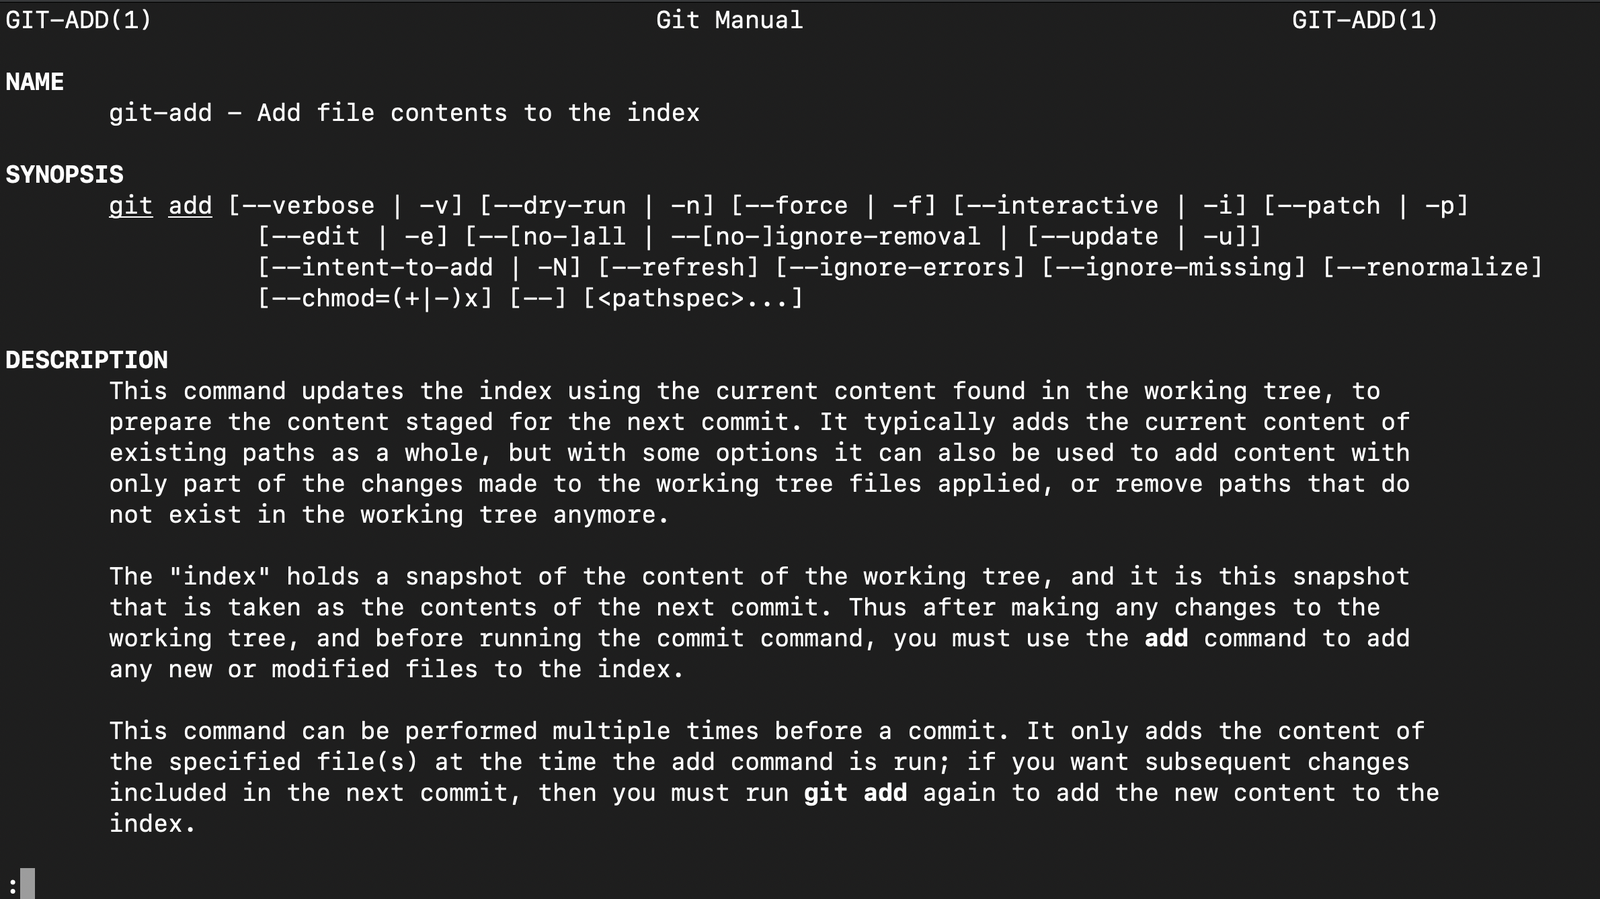 GIT-ADD(1) Git Manual GIT-ADD(1)
NAME
git-add - Add file contents to the index
SYNOPSIS
git add [--verbose | -v] [--dry-run | -n] [--force | -f] [--interactive | -i] [--patch | -p]
[--edit | -e] [--[no-]all | --[no-]ignore-removal | [--update | -u]]
[--intent-to-add | -N] [--refresh] [--ignore-errors] [--ignore-missing] [--renormalize]
[--chmod=(+|-)x] [--] [<pathspec>...]
DESCRIPTION
This command updates the index using the current content found in the working tree, to
prepare the content staged for the next commit. It typically adds the current content of
existing paths as a whole, but with some options it can also be used to add content with
only part of the changes made to the working tree files applied, or remove paths that do
not exist in the working tree anymore.
The "index" holds a snapshot of the content of the working tree, and it is this snapshot
that is taken as the contents of the next commit. Thus after making any changes to the
working tree, and before running the commit command, you must use the add command to add
any new or modified files to the index.
This command can be performed multiple times before a commit. It only adds the content of
the specified file(s) at the time the add command is run; if you want subsequent changes
included in the next commit, then you must run git add again to add the new content to the
index.
: